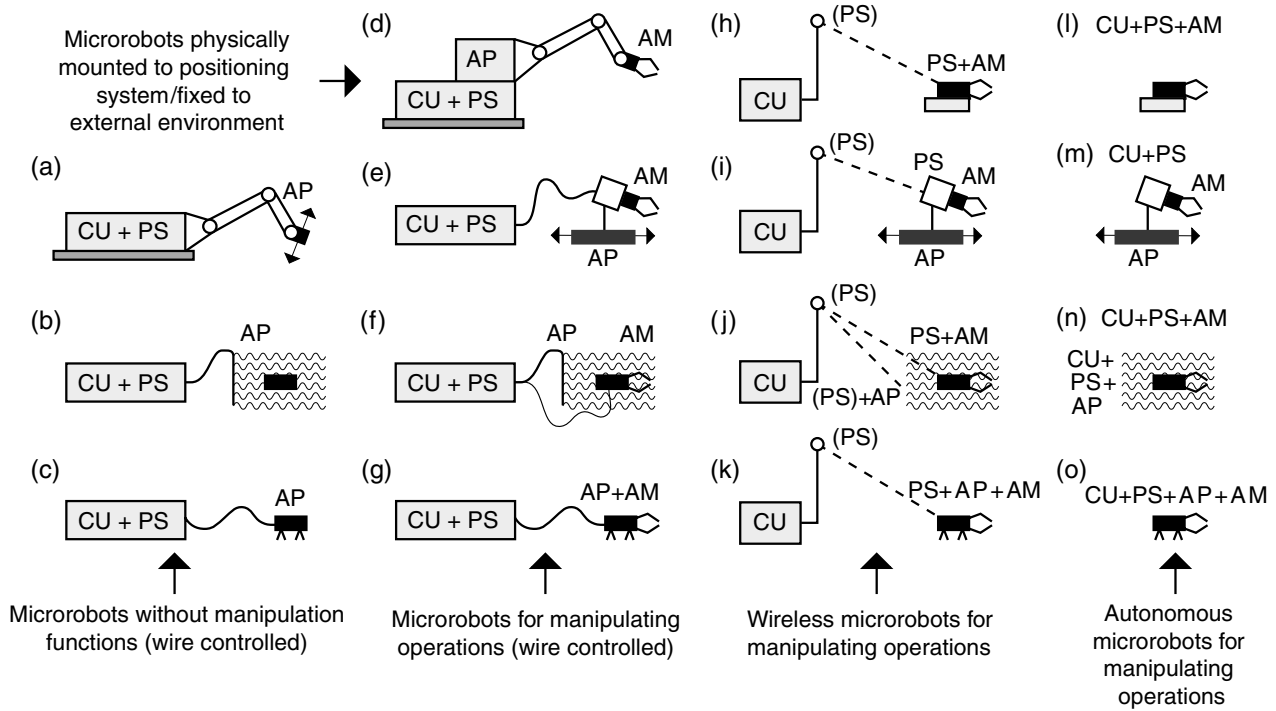 Microrobots physically
mounted to positioning
system/fixed to
external environment
(d)
AP
CU + PS
AM
(h)
(PS)
PS+AM
CU
(l)
CU+PS+AM
(a)
AP
CU + PS
(e)
CU + PS
AM
AP
(i)
(PS)
PS
AM
CU
AP
(m)
CU+PS
AM
AP
(b)
AP
CU + PS
(f)
AP
AM
CU + PS
(j)
(PS)
PS+AM
CU
(PS)+AP
(n)
CU+PS+AM
CU+
PS+
AP
(c)
AP
CU + PS
(g)
AP+AM
CU + PS
(k)
(PS)
PS+AP+AM
CU
(o)
CU+PS+AP+AM
Microrobots without manipulation
functions (wire controlled)
Microrobots for manipulating
operations (wire controlled)
Wireless microrobots for
manipulating operations
Autonomous
microrobots for
manipulating
operations